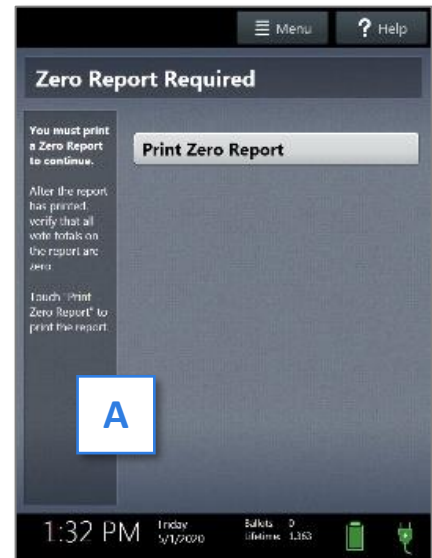 Menu
? Help
Zero Report Required
You must print
a Zero Report
to continue.
Print Zero Report
After the report
has printed,
verify that all
vote totals on
the report are
zero
Touch "Print
Zero Report" to
print the report
A
1:32 PM
Friday
5/1/2020
Ballots 0
Lifetime 1,363